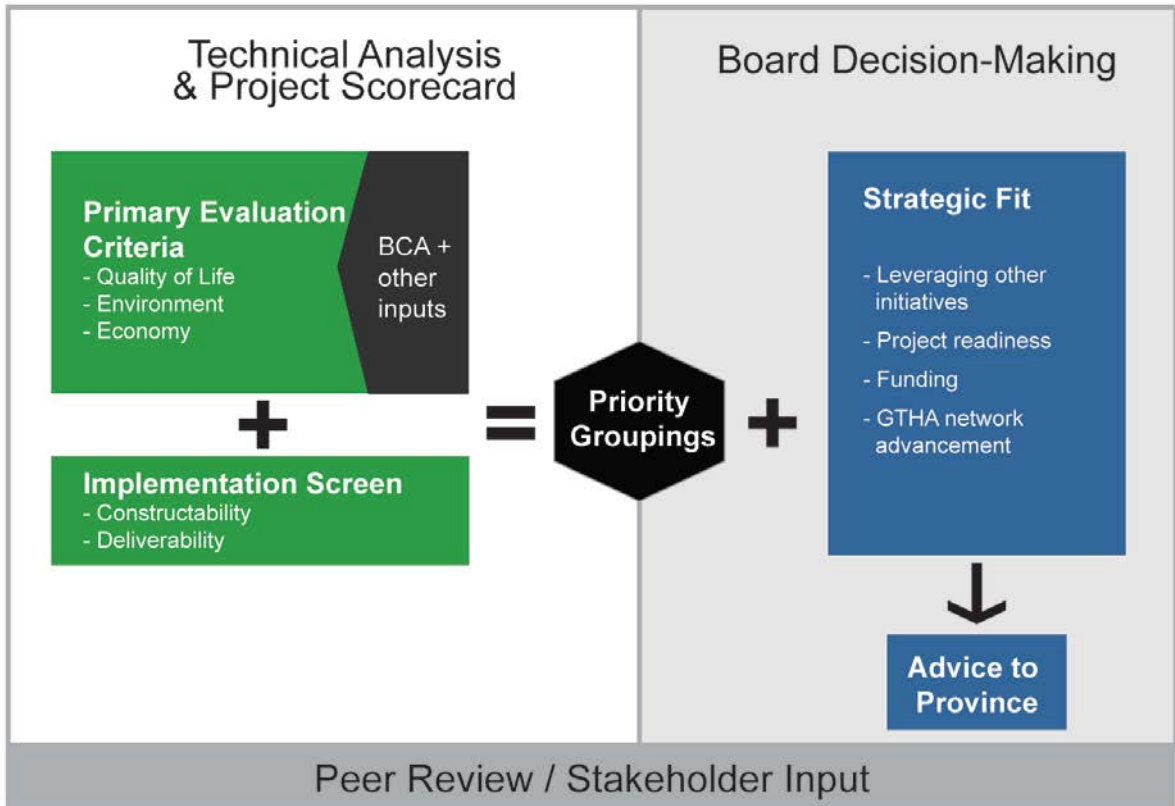 Technical Analysis
& Project Scorecard
Primary Evaluation
Criteria
- Quality of Life
- Environment
- Economy
BCA +
other
inputs
+
Implementation Screen
- Constructability
- Deliverability
=
Priority
Groupings
+
Board Decision-Making
Strategic Fit
- Leveraging other
initiatives
- Project readiness
- Funding
- GTHA network
advancement
Advice to
Province
Peer Review / Stakeholder Input